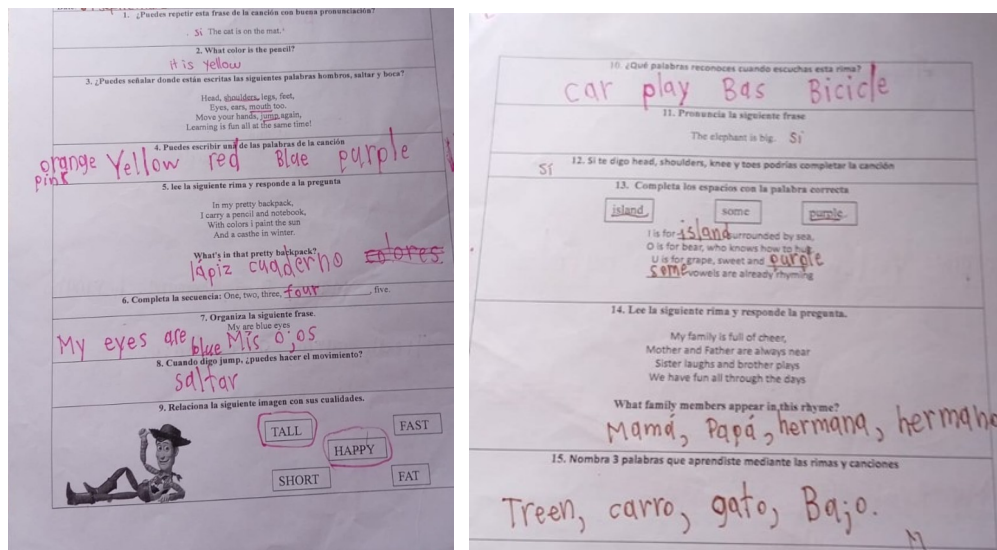 1. ¿Puedes repetir esta frase de la canción con buena pronunciación?
Si The cat is on the mat."
2. What color is the pencil?
it is yellow
3. ¿Puedes señalar donde están escritas las siguientes palabras hombros, saltar y boca?
Head, shoulders, legs, feet,
Eyes, ears, mouth too.
Move your hands, jump again,
Learning is fun all at the same time!
4. Puedes escribir una de las palabras de la canción
orange Yellow red Blae purple
pink
5. lee la siguiente rima y responde a la pregunta
In my pretty backpack,
I carry a pencil and notebook,
With colors i paint the sun
And a casthe in winter.
What's in that pretty backpack?
lápiz cuaderno colores
6. Completa la secuencia: One, two, three, four, five.
7. Organiza la siguiente frase.
My are blue eyes
My eyes are blue Mis ojos
8. Cuando digo jump, ¿puedes hacer el movimiento?
saltar
9. Relaciona la siguiente imagen con sus cualidades.
TALL
FAST
HAPPY
SHORT
FAT
10. ¿Qué palabras reconoces cuando escuchas esta rima?
car play Bas Bicicle
11. Pronuncia la siguiente frase
The elephant is big. Si
12. Si te digo head, shoulders, knee y toes podrías completar la canción
Sí
13. Completa los espacios con la palabra correcta
island some purple
I is for island surrounded by sea,
O is for bear, who knows how to hug
U is for grape, sweet and purple
some vowels are already rhyming
14. Lee la siguiente rima y responde la pregunta.
My family is full of cheer,
Mother and Father are always near
Sister laughs and brother plays
We have fun all through the days
What family members appear in this rhyme?
Mamá, Papá, hermana, hermano
15. Nombra 3 palabras que aprendiste mediante las rimas y canciones
Treen, carro, gato, Bajo.